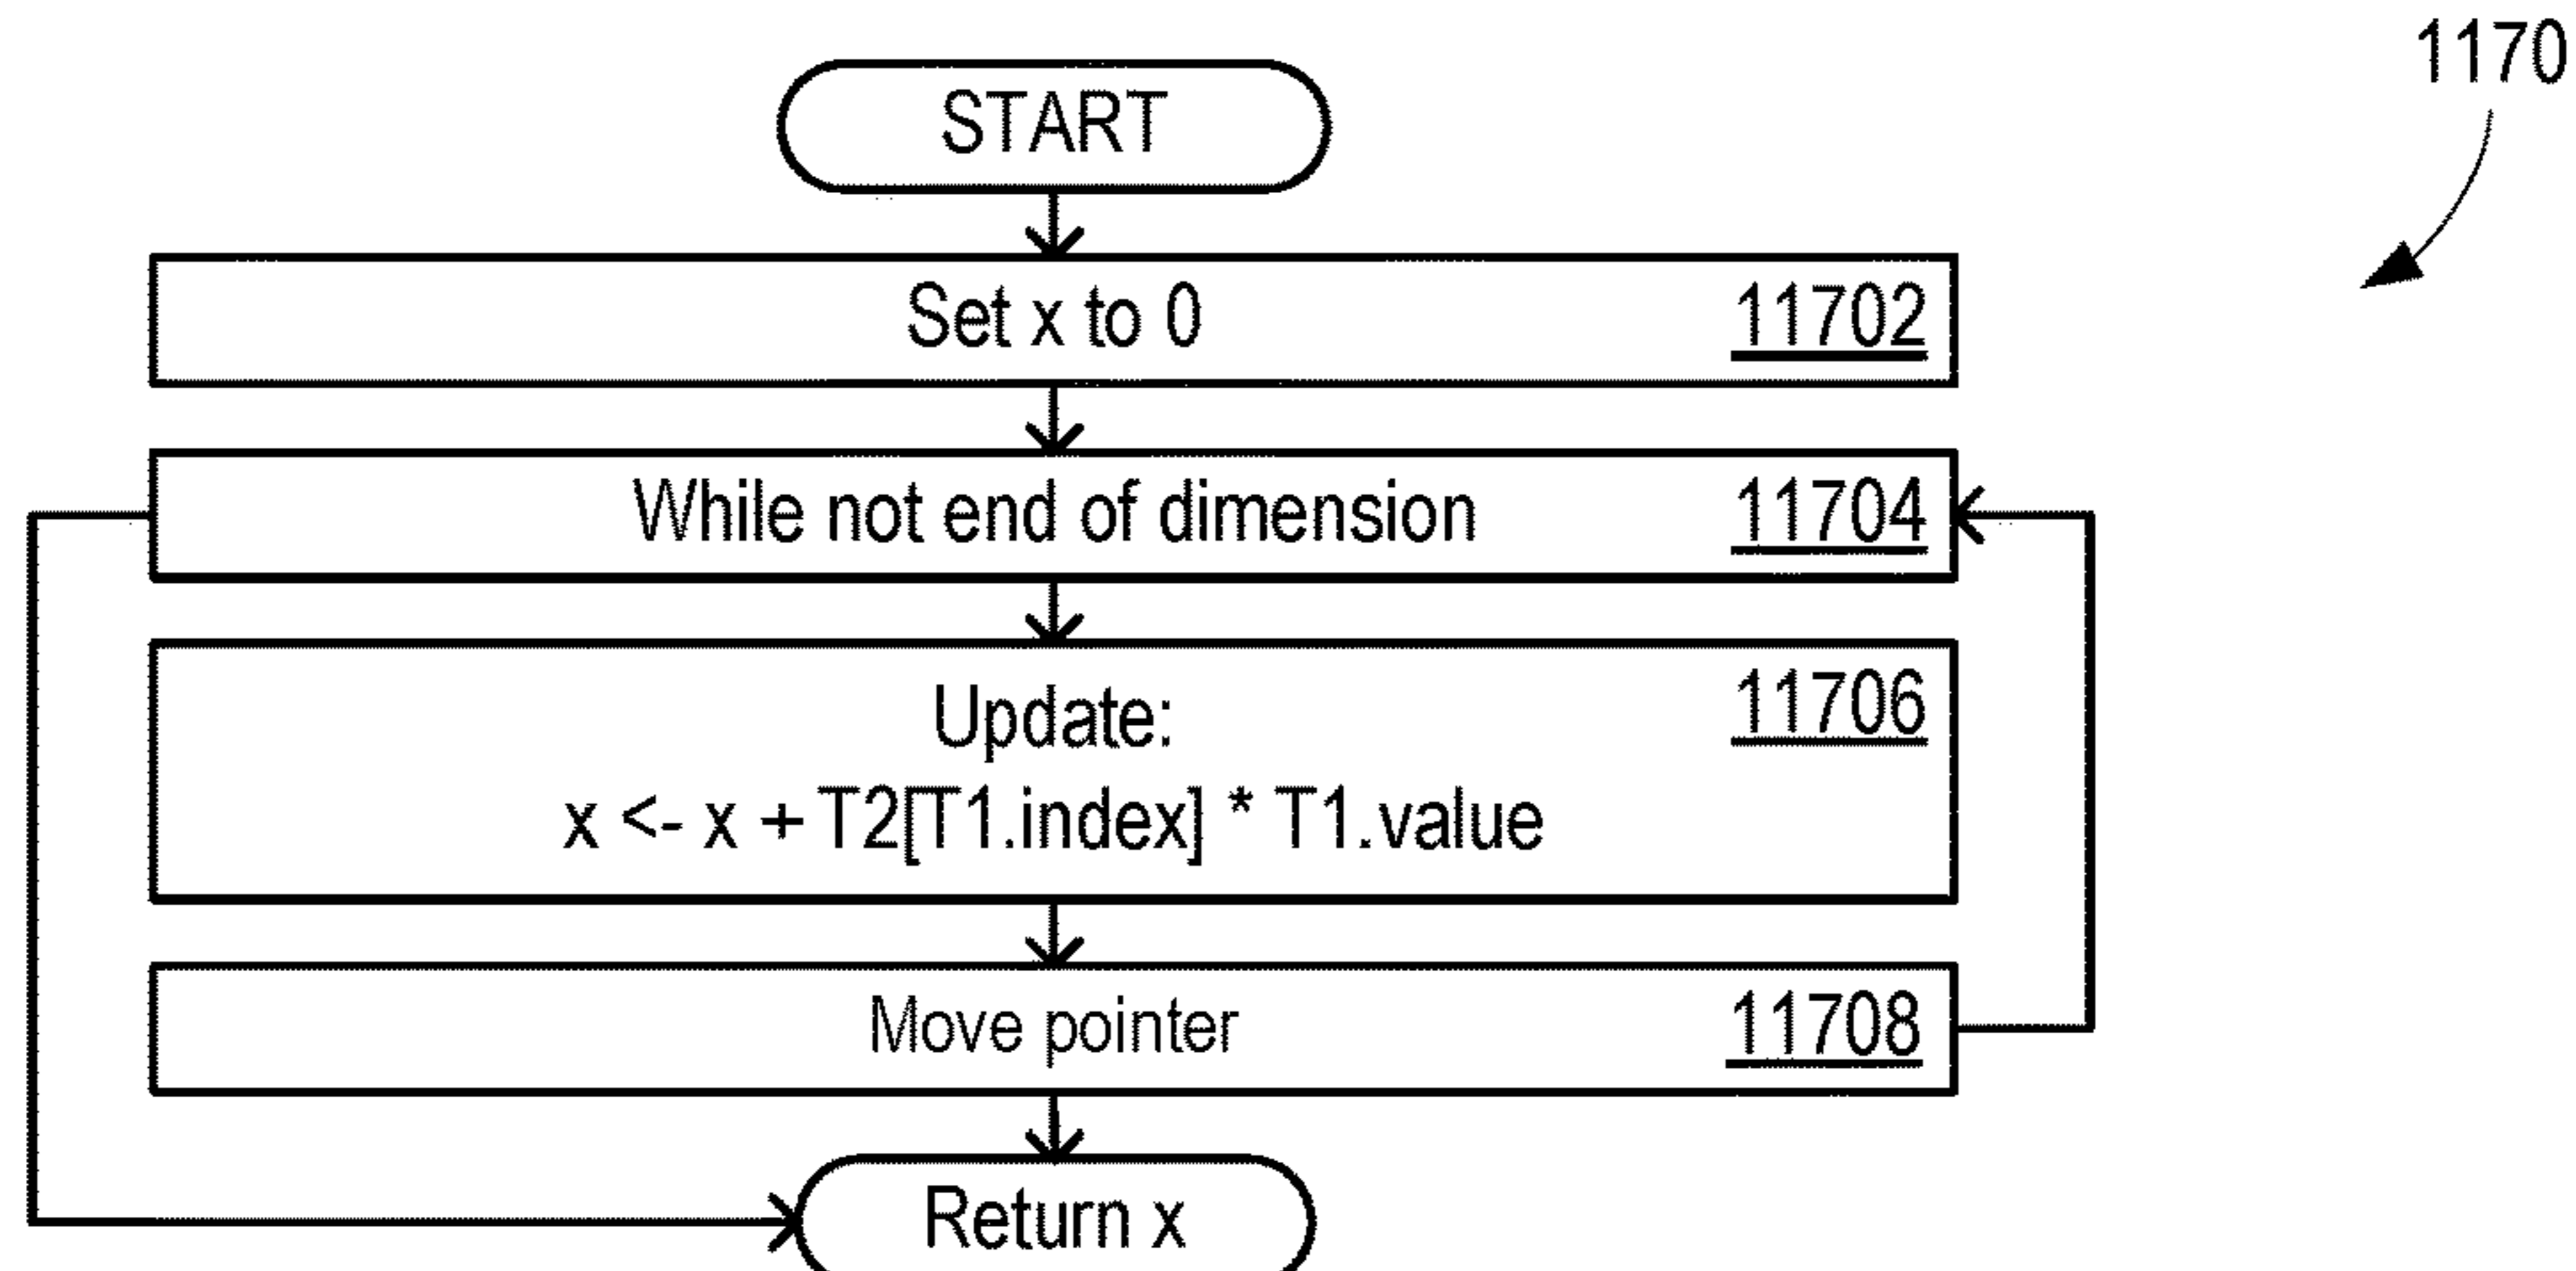 1170
START
Set x to 0 11702
While not end of dimension 11704
Update: 11706
x <- x + T2[T1.index] * T1.value
Move pointer 11708
Return x